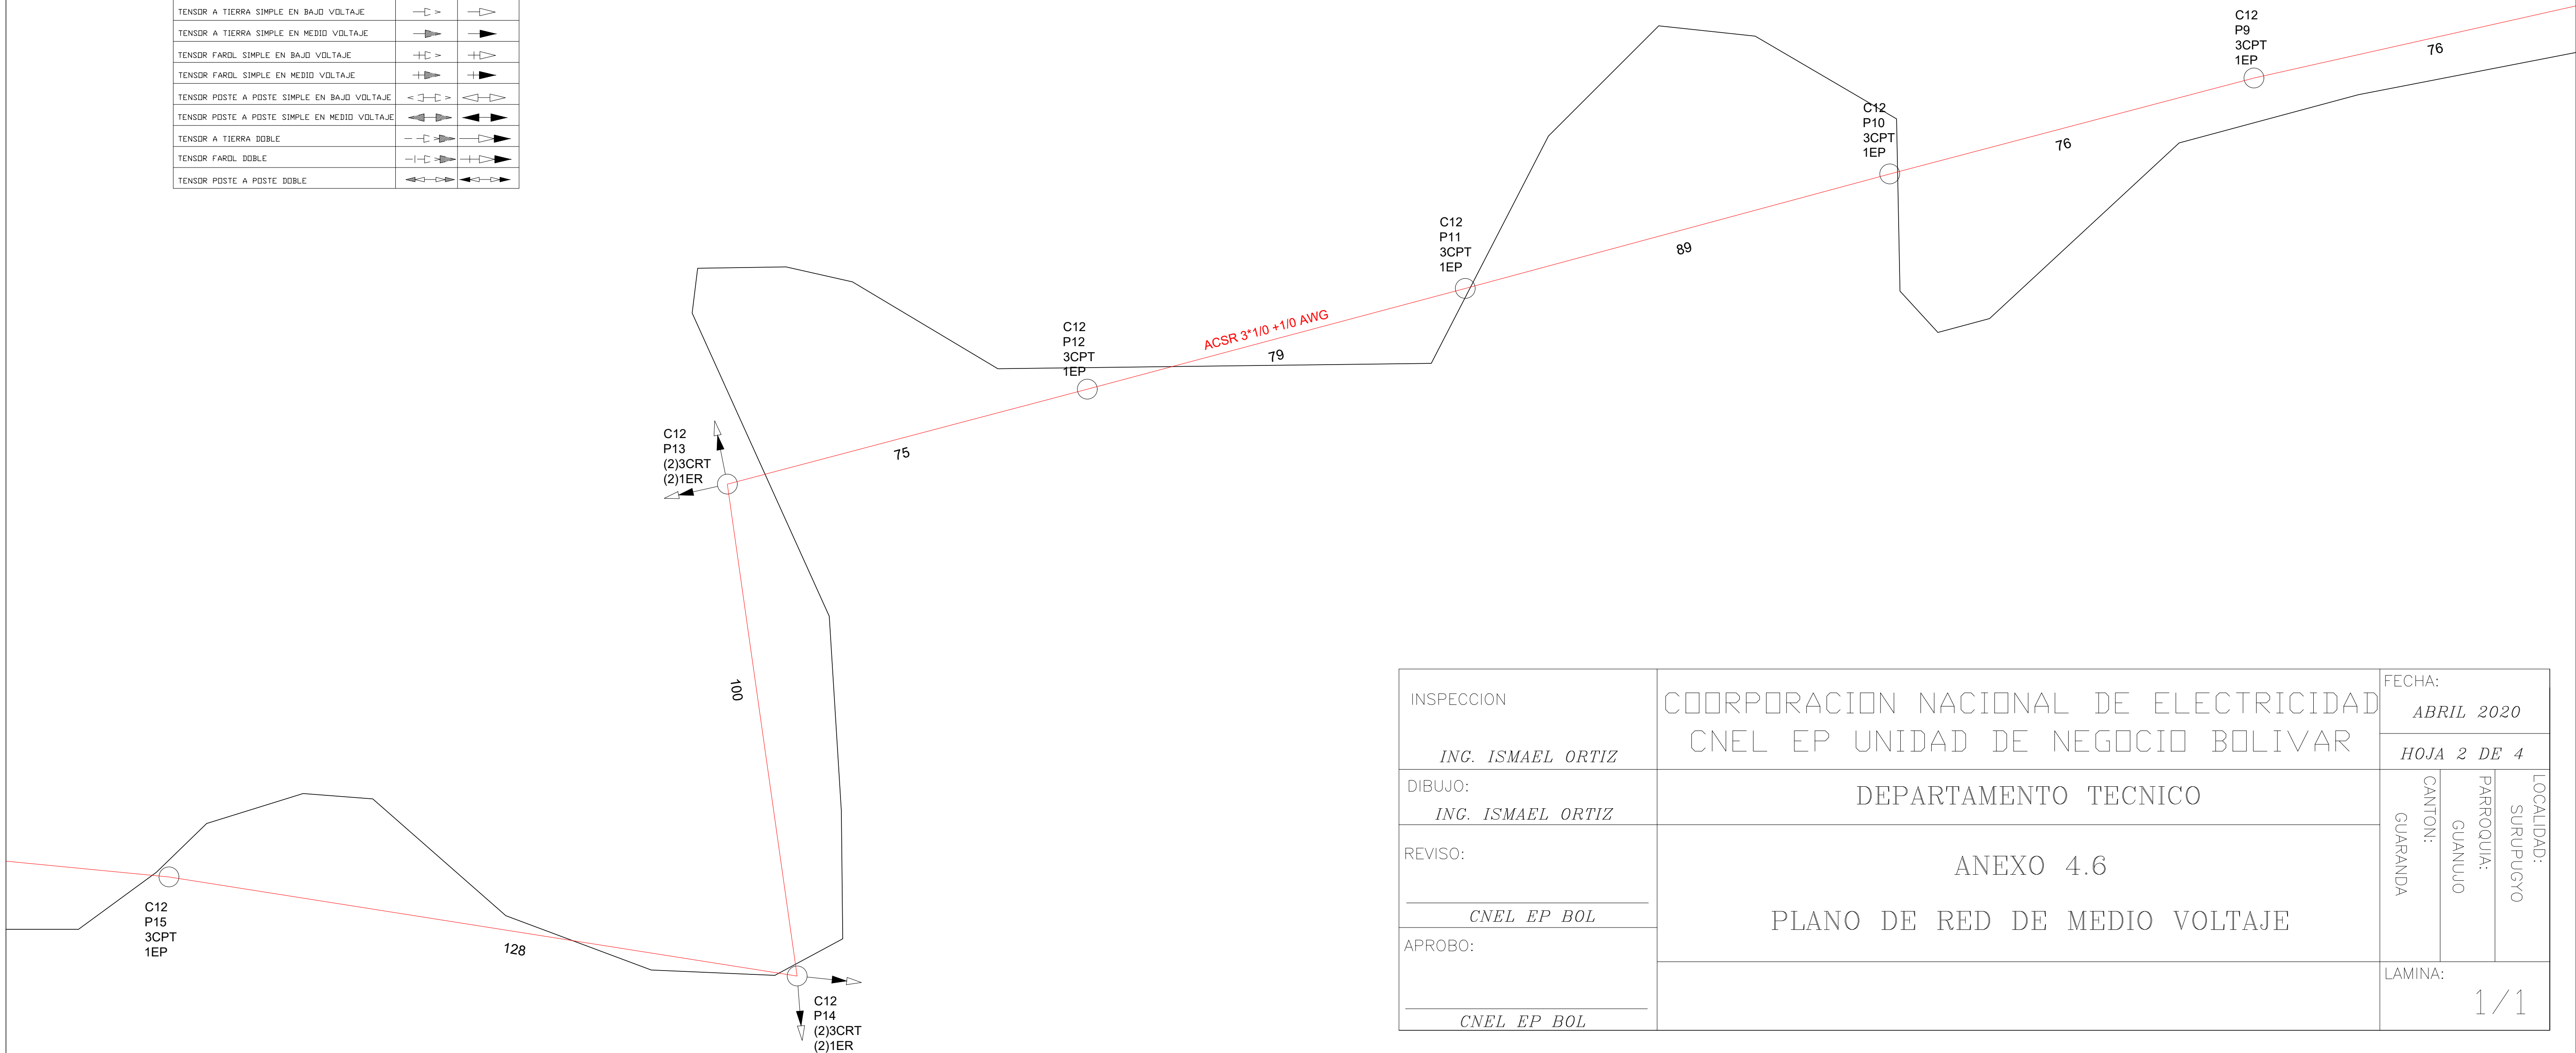 TENSOR A TIERRA SIMPLE EN BAJO VOLTAJE
TENSOR A TIERRA SIMPLE EN MEDIO VOLTAJE
TENSOR FAROL SIMPLE EN BAJO VOLTAJE
TENSOR FAROL SIMPLE EN MEDIO VOLTAJE
TENSOR POSTE A POSTE SIMPLE EN BAJO VOLTAJE
TENSOR POSTE A POSTE SIMPLE EN MEDIO VOLTAJE
TENSOR A TIERRA DOBLE
TENSOR FAROL DOBLE
TENSOR POSTE A POSTE DOBLE
C12
P9
3CPT
1EP
76
C12
P10
3CPT
1EP
76
C12
P11
3CPT
1EP
89
C12
P12
3CPT
1EP
ACSR 3*1/0 +1/0 AWG
79
C12
P13
(2)3CRT
(2)1ER
75
100
C12
P15
3CPT
1EP
128
C12
P14
(2)3CRT
(2)1ER
INSPECCION
ING. ISMAEL ORTIZ
DIBUJO:
ING. ISMAEL ORTIZ
REVISO:
CNEL EP BOL
APROBO:
CNEL EP BOL
COORPORACION NACIONAL DE ELECTRICIDAD
CNEL EP UNIDAD DE NEGOCIO BOLIVAR
DEPARTAMENTO TECNICO
ANEXO 4.6
PLANO DE RED DE MEDIO VOLTAJE
FECHA:
ABRIL 2020
HOJA 2 DE 4
LOCALIDAD:
SURUPUGYO
PARROQUIA:
GUANUJO
CANTON:
GUARANDA
LAMINA:
1/1